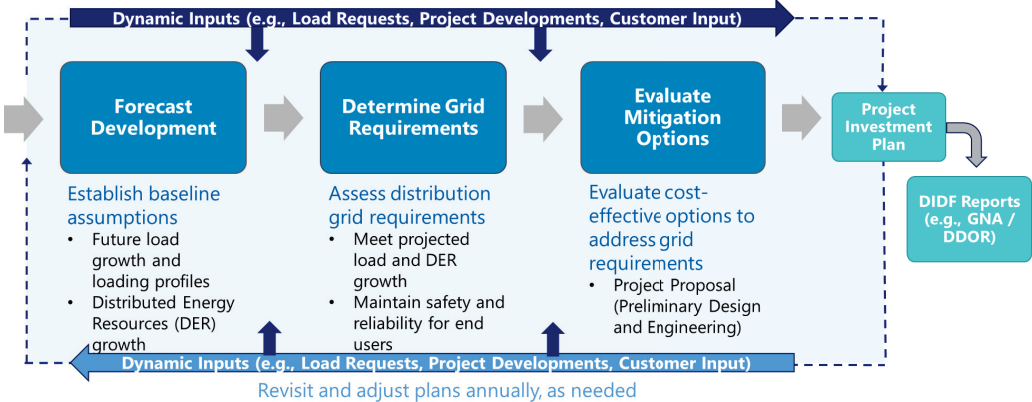 Dynamic Inputs (e.g., Load Requests, Project Developments, Customer Input)
Forecast
Development
Determine Grid
Requirements
Evaluate
Mitigation
Options
Project
Investment
Plan
DIDF Reports
(e.g., GNA /
DDOR)
Establish baseline
assumptions
• Future load
growth and
loading profiles
• Distributed Energy
Resources (DER)
growth
Assess distribution
grid requirements
• Meet projected
load and DER
growth
• Maintain safety and
reliability for end
users
Evaluate cost-
effective options to
address grid
requirements
• Project Proposal
(Preliminary Design
and Engineering)
Dynamic Inputs (e.g., Load Requests, Project Developments, Customer Input)
Revisit and adjust plans annually, as needed